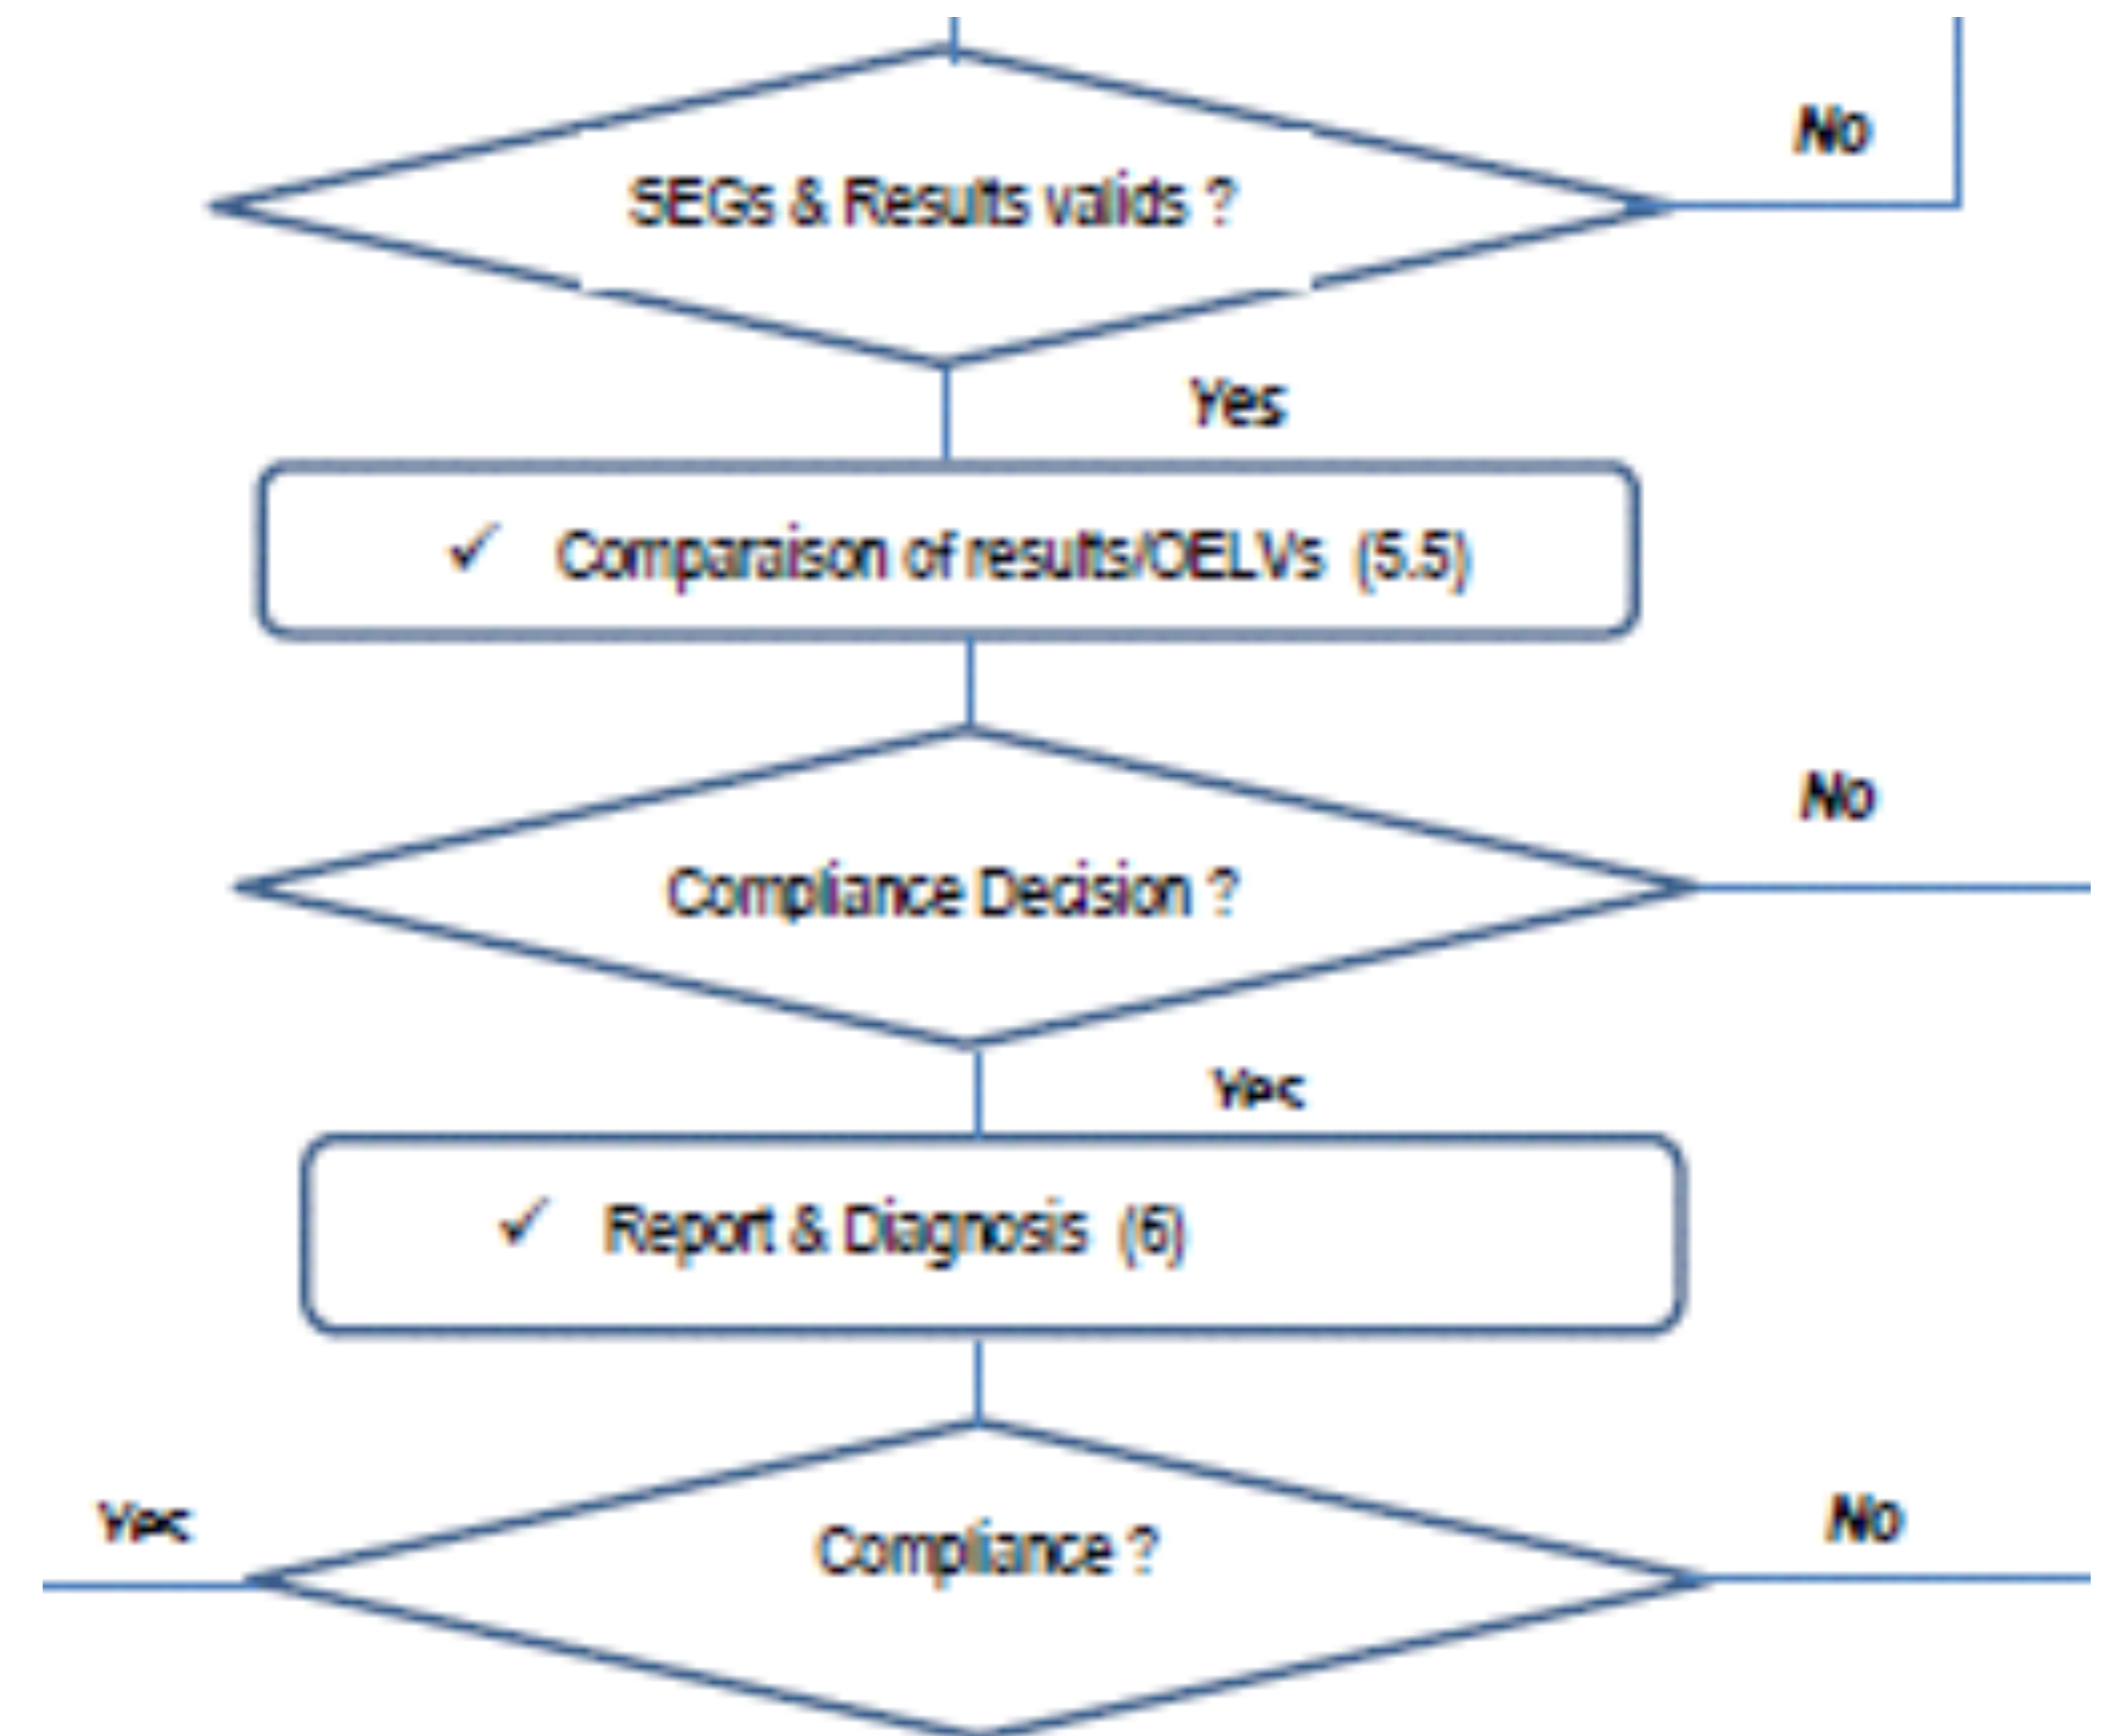 No
SEGs & Results valids ?
Yes
✓ Comparaison of results/OELVs (5.5)
No
Compliance Decision ?
Yes
✓ Report & Diagnosis (6)
Yes
No
Compliance ?